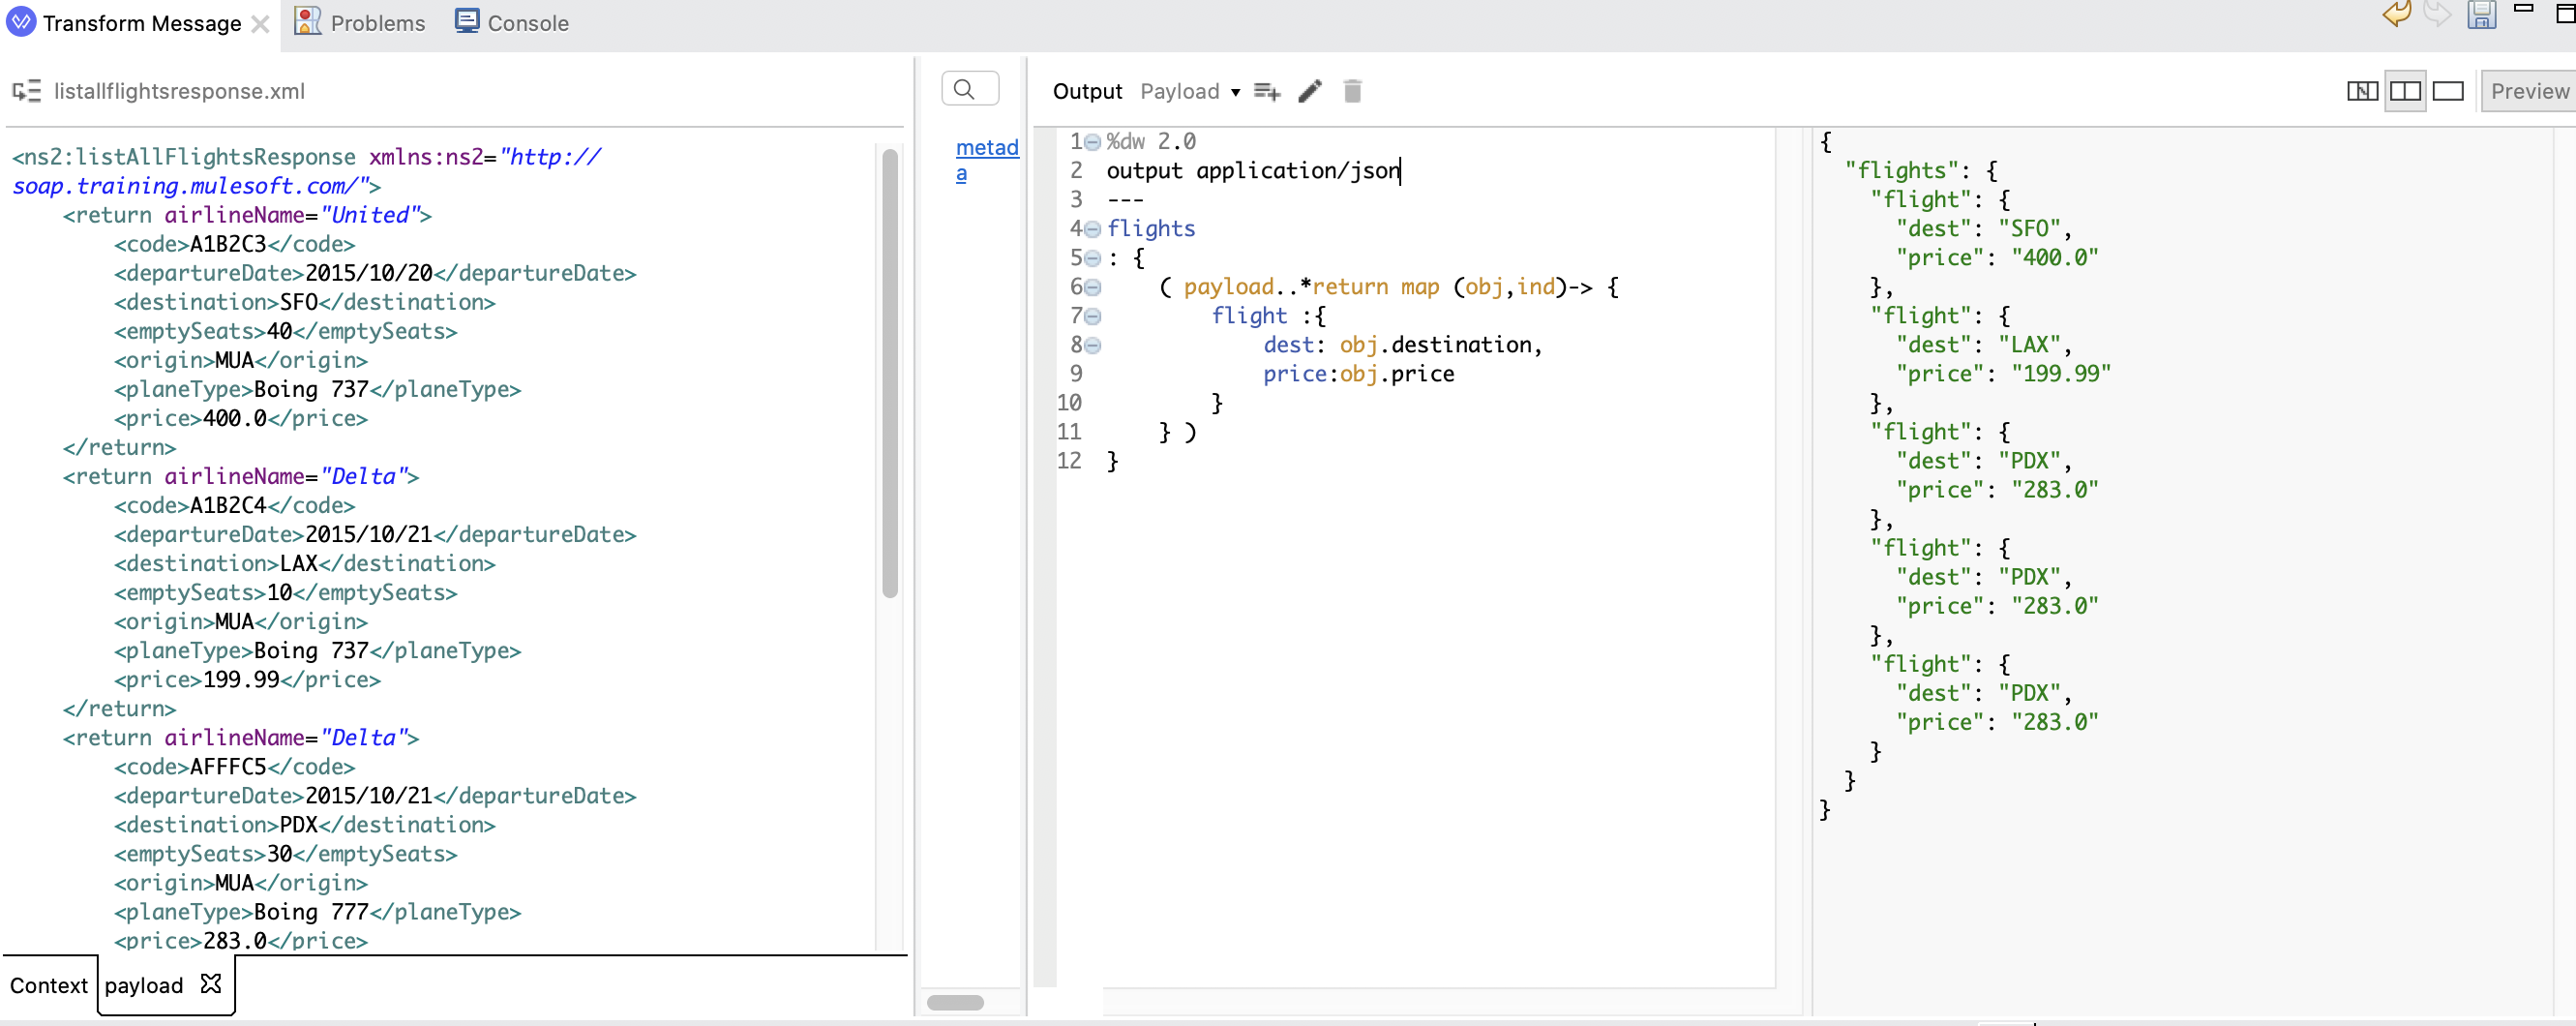 Transform Message Problems Console
listallflightsresponse.xml
<ns2:listAllFlightsResponse xmlns:ns2="http://
soap.training.mulesoft.com/">
<return airlineName="United">
<code>A1B2C3</code>
<departureDate>2015/10/20</departureDate>
<destination>SFO</destination>
<emptySeats>40</emptySeats>
<origin>MUA</origin>
<planeType>Boing 737</planeType>
<price>400.0</price>
</return>
<return airlineName="Delta">
<code>A1B2C4</code>
<departureDate>2015/10/21</departureDate>
<destination>LAX</destination>
<emptySeats>10</emptySeats>
<origin>MUA</origin>
<planeType>Boing 737</planeType>
<price>199.99</price>
</return>
<return airlineName="Delta">
<code>AFFFC5</code>
<departureDate>2015/10/21</departureDate>
<destination>PDX</destination>
<emptySeats>30</emptySeats>
<origin>MUA</origin>
<planeType>Boing 777</planeType>
<price>283.0</price>
Context payload
metad
a
Output Payload
Preview
1 %dw 2.0
2 output application/json
3 ---
4 flights
5 : {
6 ( payload..*return map (obj,ind)-> {
7 flight :{
8 dest: obj.destination,
9 price:obj.price
10 }
11 } )
12 }
{
"flights": {
"flight": {
"dest": "SFO",
"price": "400.0"
},
"flight": {
"dest": "LAX",
"price": "199.99"
},
"flight": {
"dest": "PDX",
"price": "283.0"
},
"flight": {
"dest": "PDX",
"price": "283.0"
},
"flight": {
"dest": "PDX",
"price": "283.0"
}
}
}